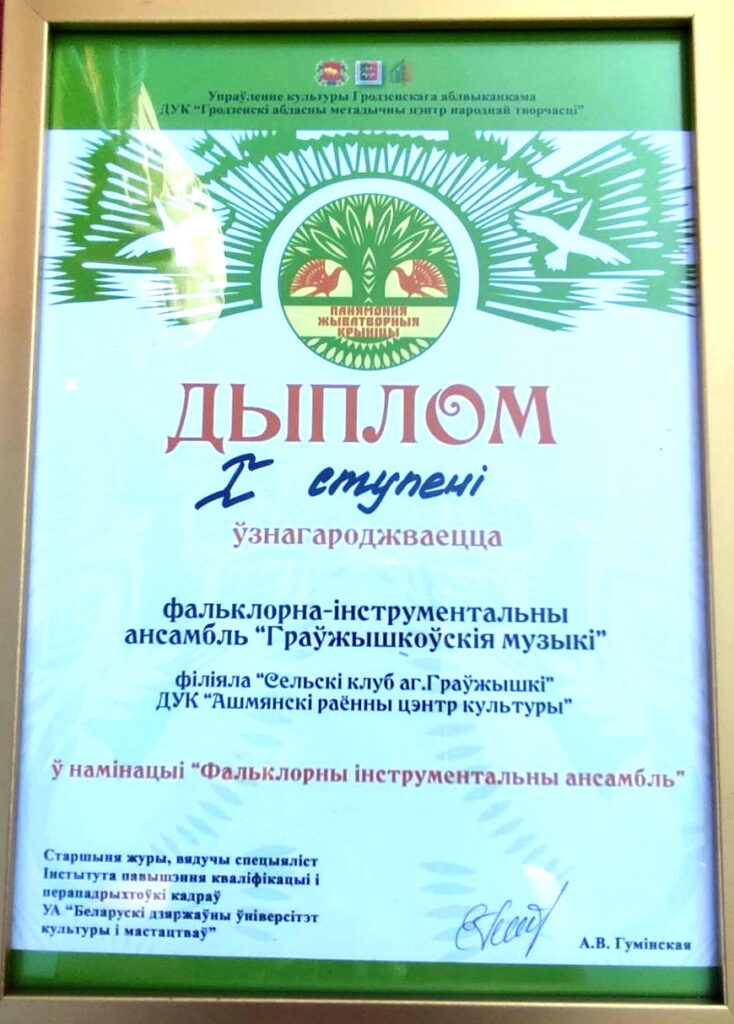 Упраўленне культуры Гродзенскага аблвыканкама
ДУК “Гродзенскі абласны метадычны цэнтр народнай творчасці”
ПАНЯМОННЯ
ЖЫВАТВОРНЫЯ
КРЫНІЦЫ
ДЫПЛОМ
I ступені
ўзнагароджваецца
фальклорна-інструментальны
ансамбль “Граўжышкоўскія музыкі”
філіяла “Сельскі клуб аг.Граўжышкі”
ДУК “Ашмянскі раённы цэнтр культуры”
ў намінацыі “Фальклорны інструментальны ансамбль”
Старшыня журы, вядучы спецыяліст
Інстытута павышэння кваліфікацыі і
перападрыхтоўкі кадраў
УА “Беларускі дзяржаўны ўніверсітэт
культуры і мастацтваў”
А.В. Гумінская